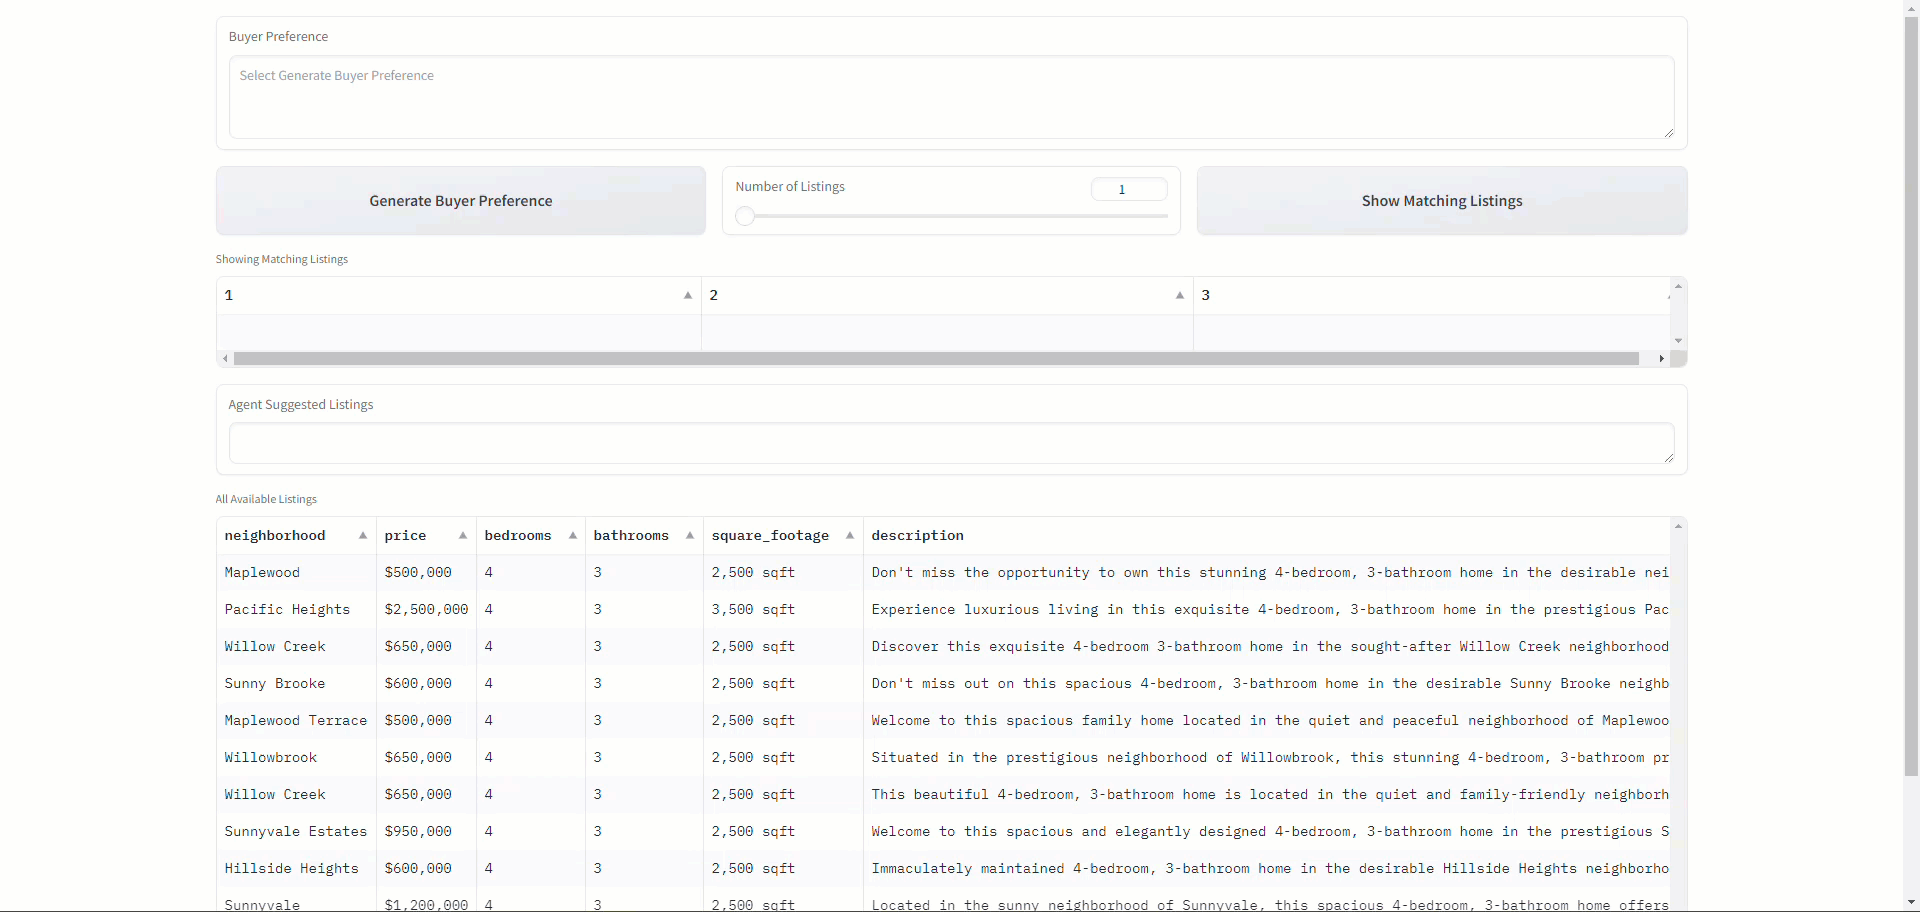 Buyer Preference
Select Generate Buyer Preference
Generate Buyer Preference
Number of Listings
1
Show Matching Listings
Showing Matching Listings
1 2 3
Agent Suggested Listings
All Available Listings
neighborhood price bedrooms bathrooms square_footage description
Maplewood $500,000 4 3 2,500 sqft Don't miss the opportunity to own this stunning 4-bedroom, 3-bathroom home in the desirable nei
Pacific Heights $2,500,000 4 3 3,500 sqft Experience luxurious living in this exquisite 4-bedroom, 3-bathroom home in the prestigious Pac
Willow Creek $650,000 4 3 2,500 sqft Discover this exquisite 4-bedroom 3-bathroom home in the sought-after Willow Creek neighborhood
Sunny Brooke $600,000 4 3 2,500 sqft Don't miss out on this spacious 4-bedroom, 3-bathroom home in the desirable Sunny Brooke neighb
Maplewood Terrace $500,000 4 3 2,500 sqft Welcome to this spacious family home located in the quiet and peaceful neighborhood of Maplewoo
Willowbrook $650,000 4 3 2,500 sqft Situated in the prestigious neighborhood of Willowbrook, this stunning 4-bedroom, 3-bathroom pr
Willow Creek $650,000 4 3 2,500 sqft This beautiful 4-bedroom, 3-bathroom home is located in the quiet and family-friendly neighborh
Sunnyvale Estates $950,000 4 3 2,500 sqft Welcome to this spacious and elegantly designed 4-bedroom, 3-bathroom home in the prestigious S
Hillside Heights $600,000 4 3 2,500 sqft Immaculately maintained 4-bedroom, 3-bathroom home in the desirable Hillside Heights neighborho
Sunnyvale $1,200,000 4 3 2,500 sqft Located in the sunny neighborhood of Sunnyvale, this spacious 4-bedroom, 3-bathroom home offers